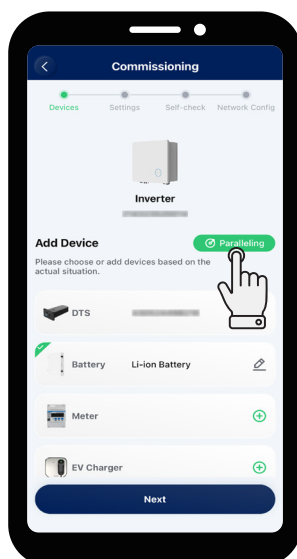 Commissioning
Devices Settings Self-check Network Config
Inverter
Add Device
Paralleling
Please choose or add devices based on the
actual situation.
DTS
Battery Li-ion Battery
Meter
EV Charger
Next